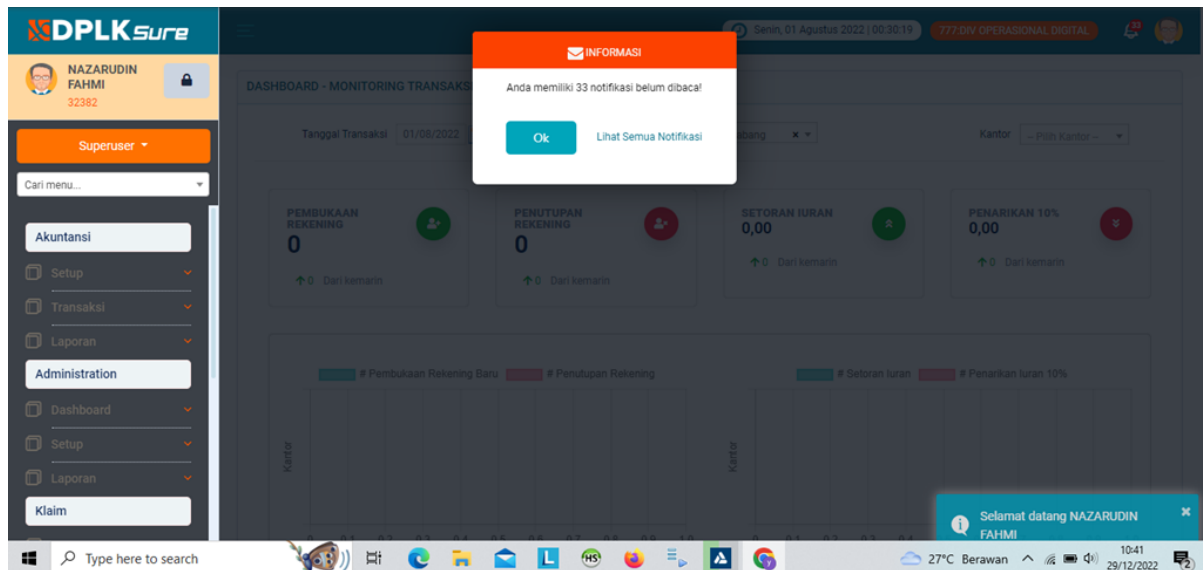 DPLKSure
Senin, 01 Agustus 2022 | 00:30:19
777:DIV OPERASIONAL DIGITAL
33
NAZARUDIN
FAHMI
32382
Superuser
Cari menu...
Akuntansi
Setup
Transaksi
Laporan
Administration
Dashboard
Setup
Laporan
Klaim
INFORMASI
Anda memiliki 33 notifikasi belum dibaca!
Ok Lihat Semua Notifikasi
DASHBOARD - MONITORING TRANSAKS
Tanggal Transaksi 01/08/2022
abang × Kantor -- Pilih Kantor --
PEMBUKAAN
REKENING
0
0 Dari kemarin
PENUTUPAN
REKENING
0
0 Dari kemarin
SETORAN IURAN
0,00
0 Dari kemarin
PENARIKAN 10%
0,00
0 Dari kemarin
# Pembukaan Rekening Baru # Penutupan Rekening
Kantor
# Setoran Iuran # Penarikan Iuran 10%
Kantor
Selamat datang NAZARUDIN ×
FAHMI
Type here to search
L
HS
27°C Berawan
10:41
29/12/2022
2